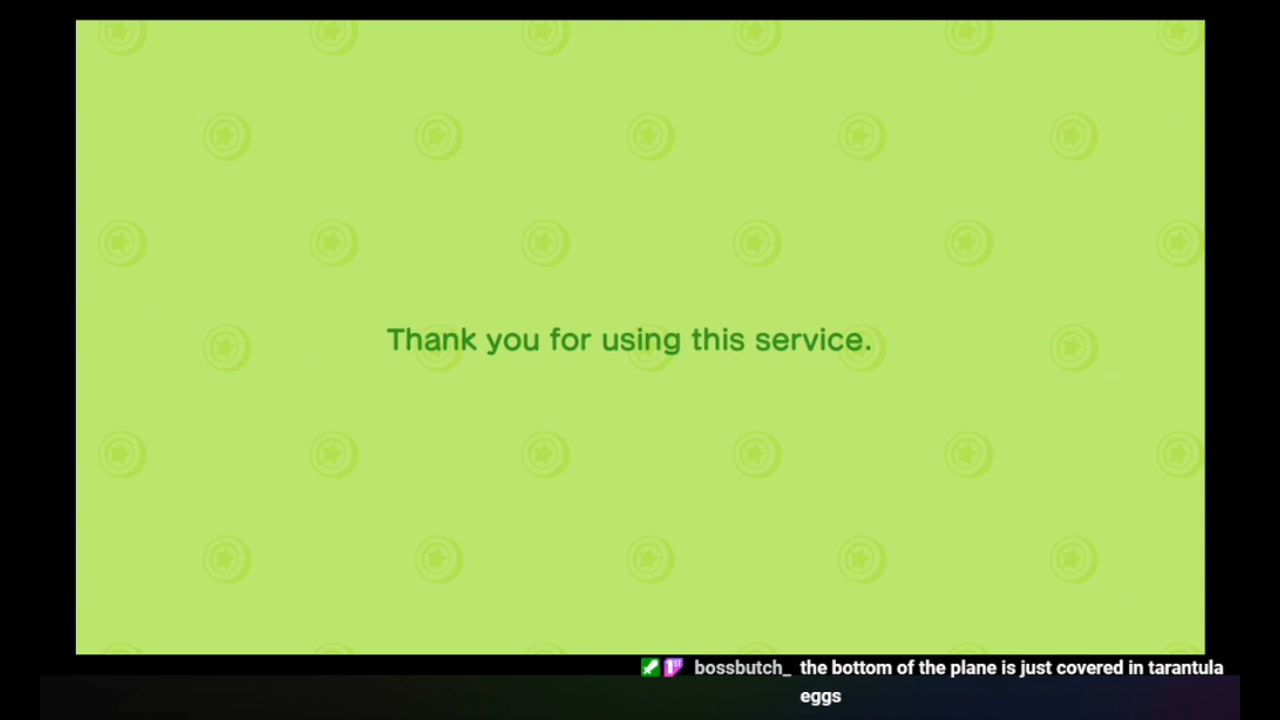 Thank you for using this service.
bossbutch_ the bottom of the plane is just covered in tarantula
eggs